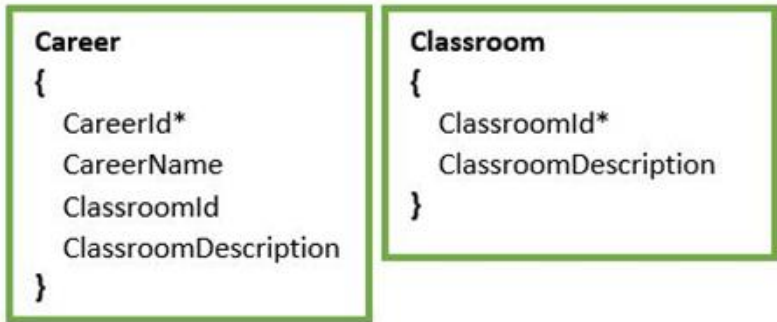 Career
{
CareerId*
CareerName
ClassroomId
ClassroomDescription
}
Classroom
{
ClassroomId*
ClassroomDescription
}